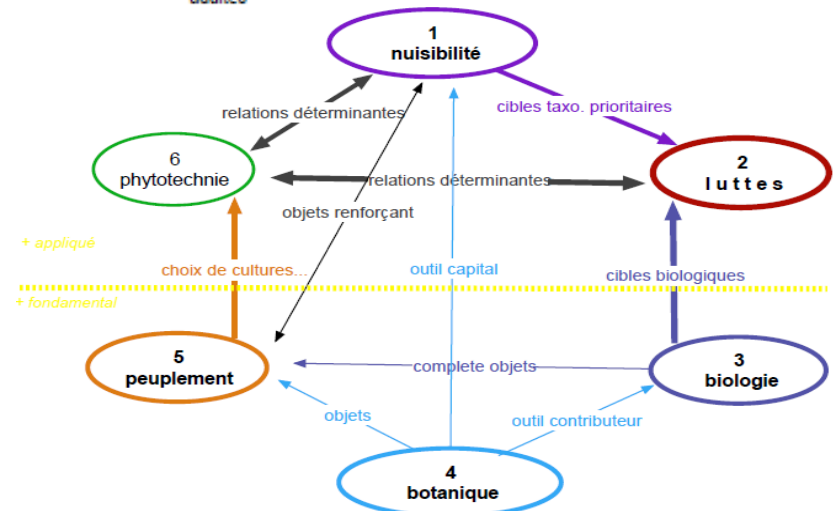 1
nuisibilité
relations déterminantes
cibles taxo. prioritaires
6
phytotechnie
2
luttes
relations déterminantes
objets renforçant
+ appliqué
choix de cultures...
outil capital
cibles biologiques
+ fondamental
5
peuplement
complete objets
3
biologie
objets
outil contributeur
4
botanique